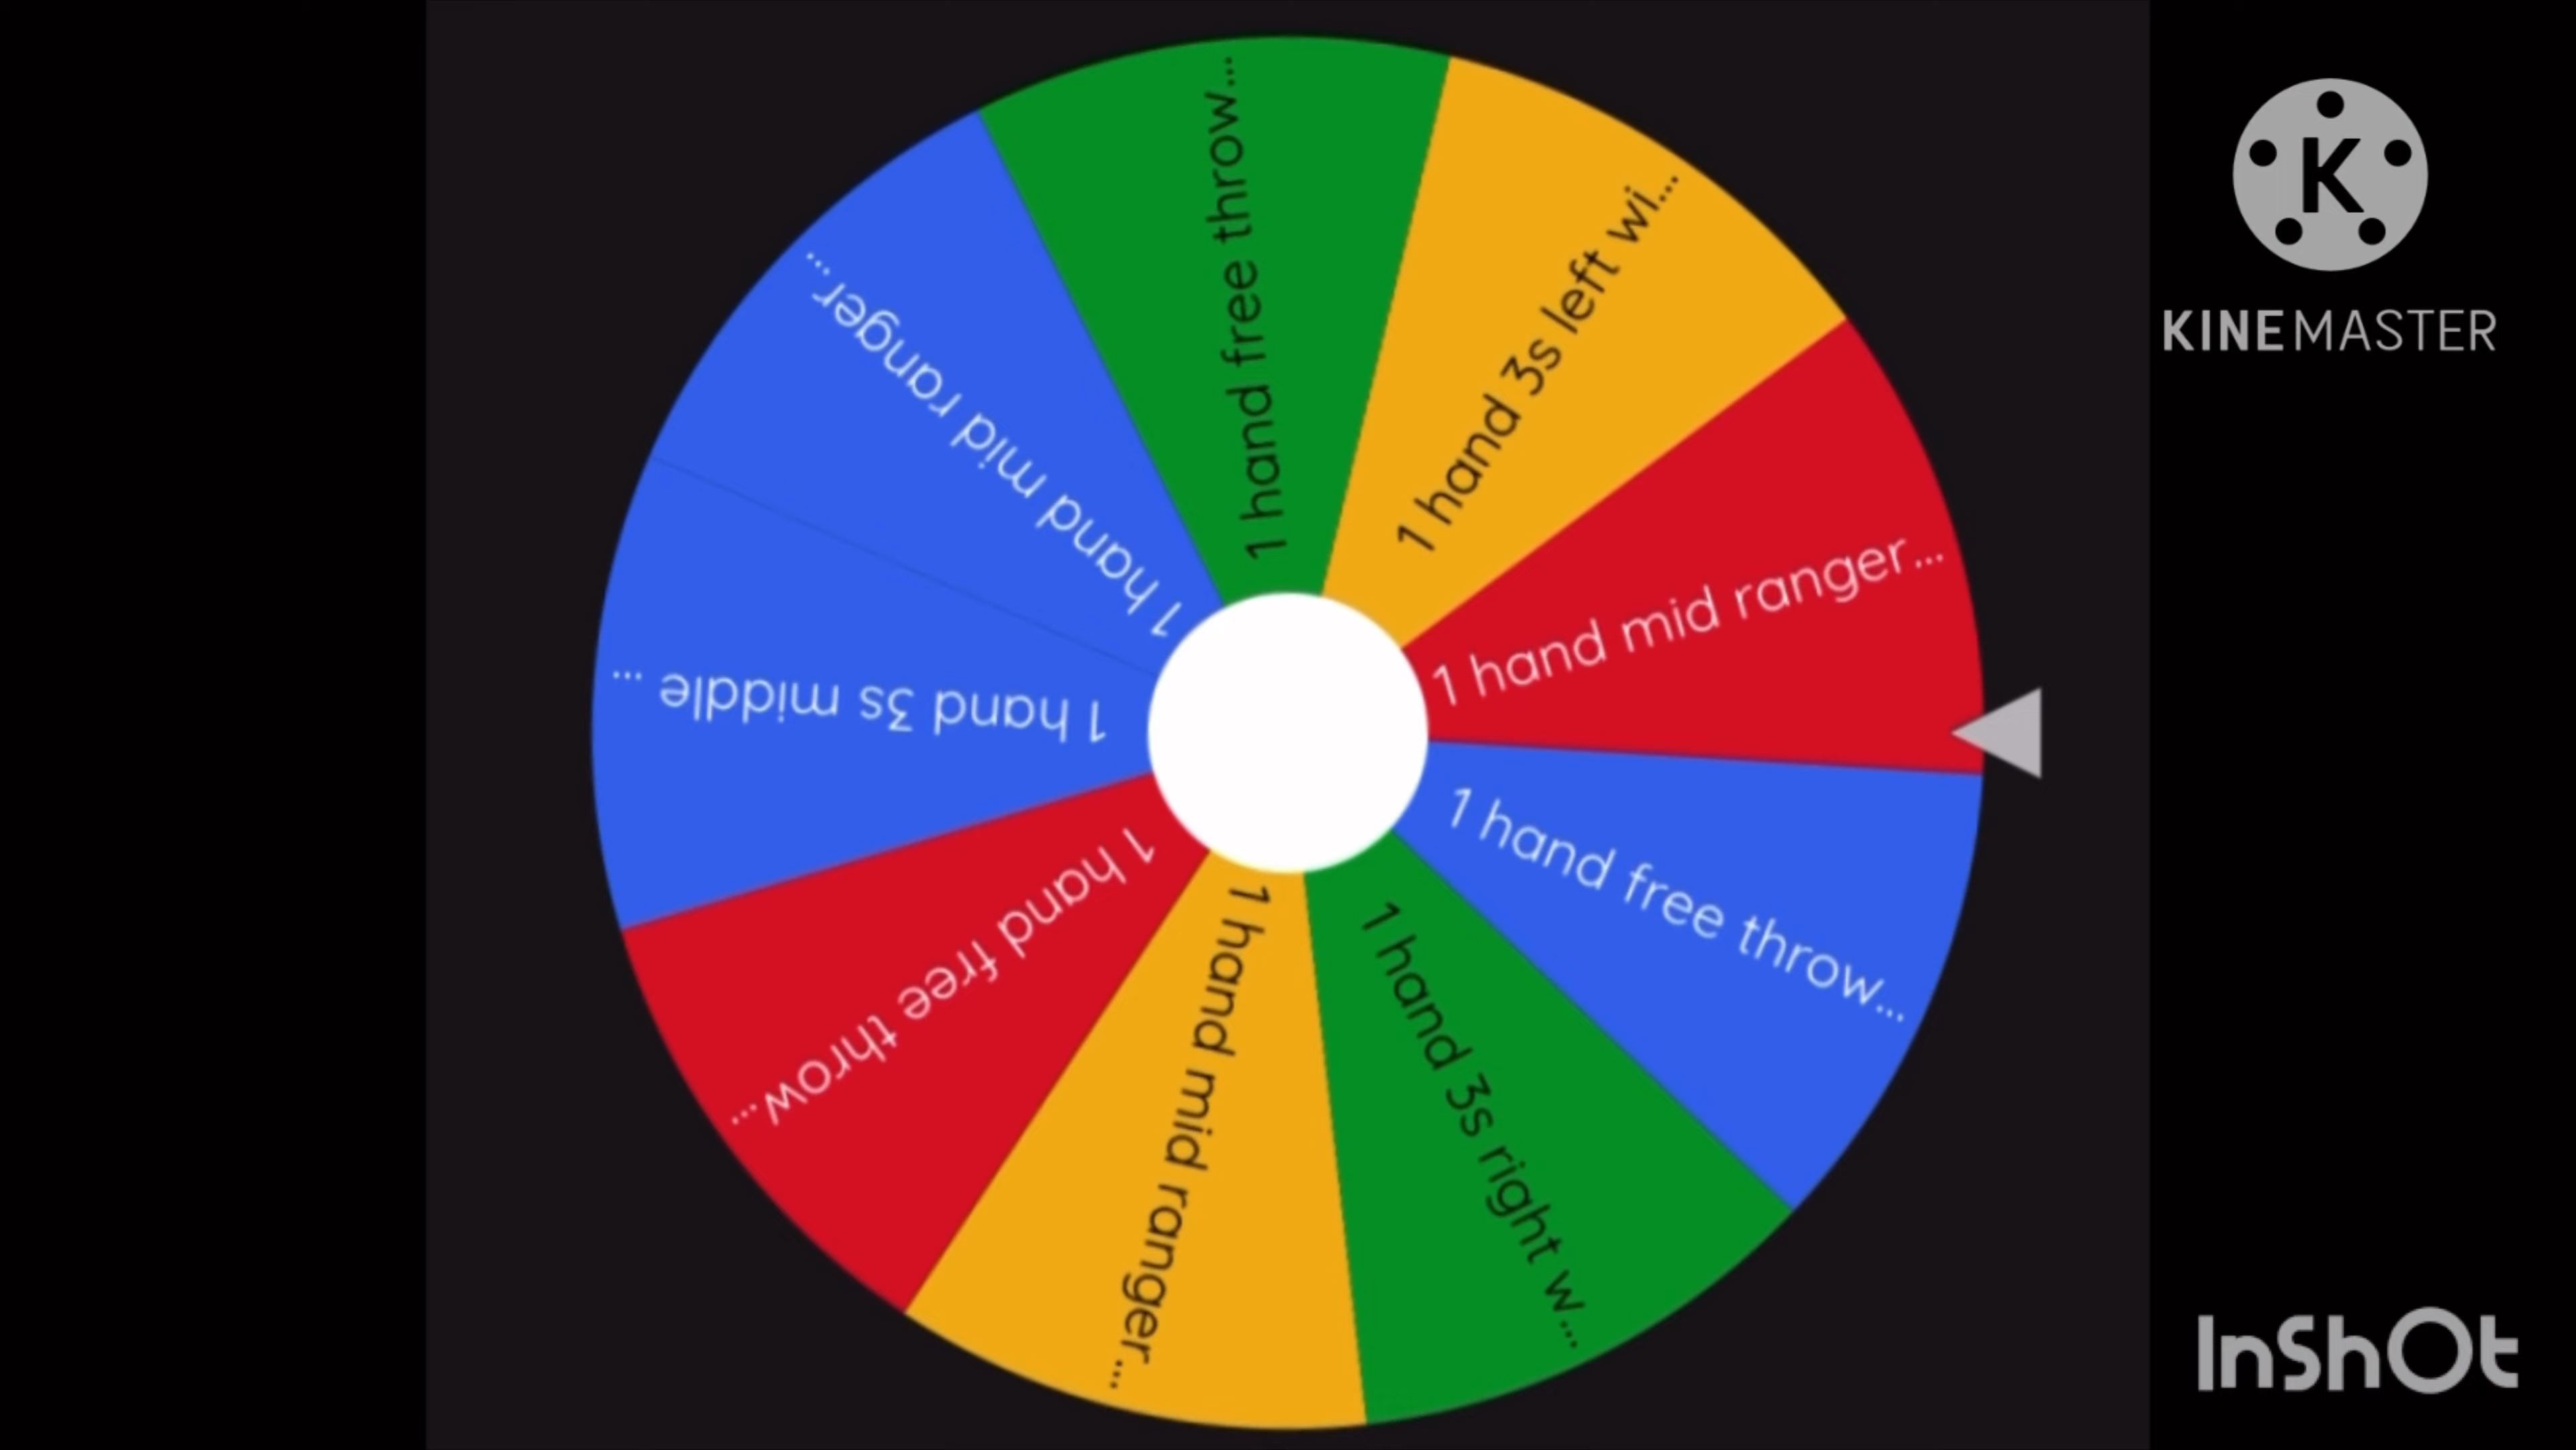 1 hand free throw...
1 hand 3s left wi...
1 hand mid ranger...
1 hand free throw...
1 hand 3s right w...
1 hand mid ranger...
1 hand free throw...
1 hand 3s middle ...
1 hand mid ranger...
K
KINEMASTER
InShOt